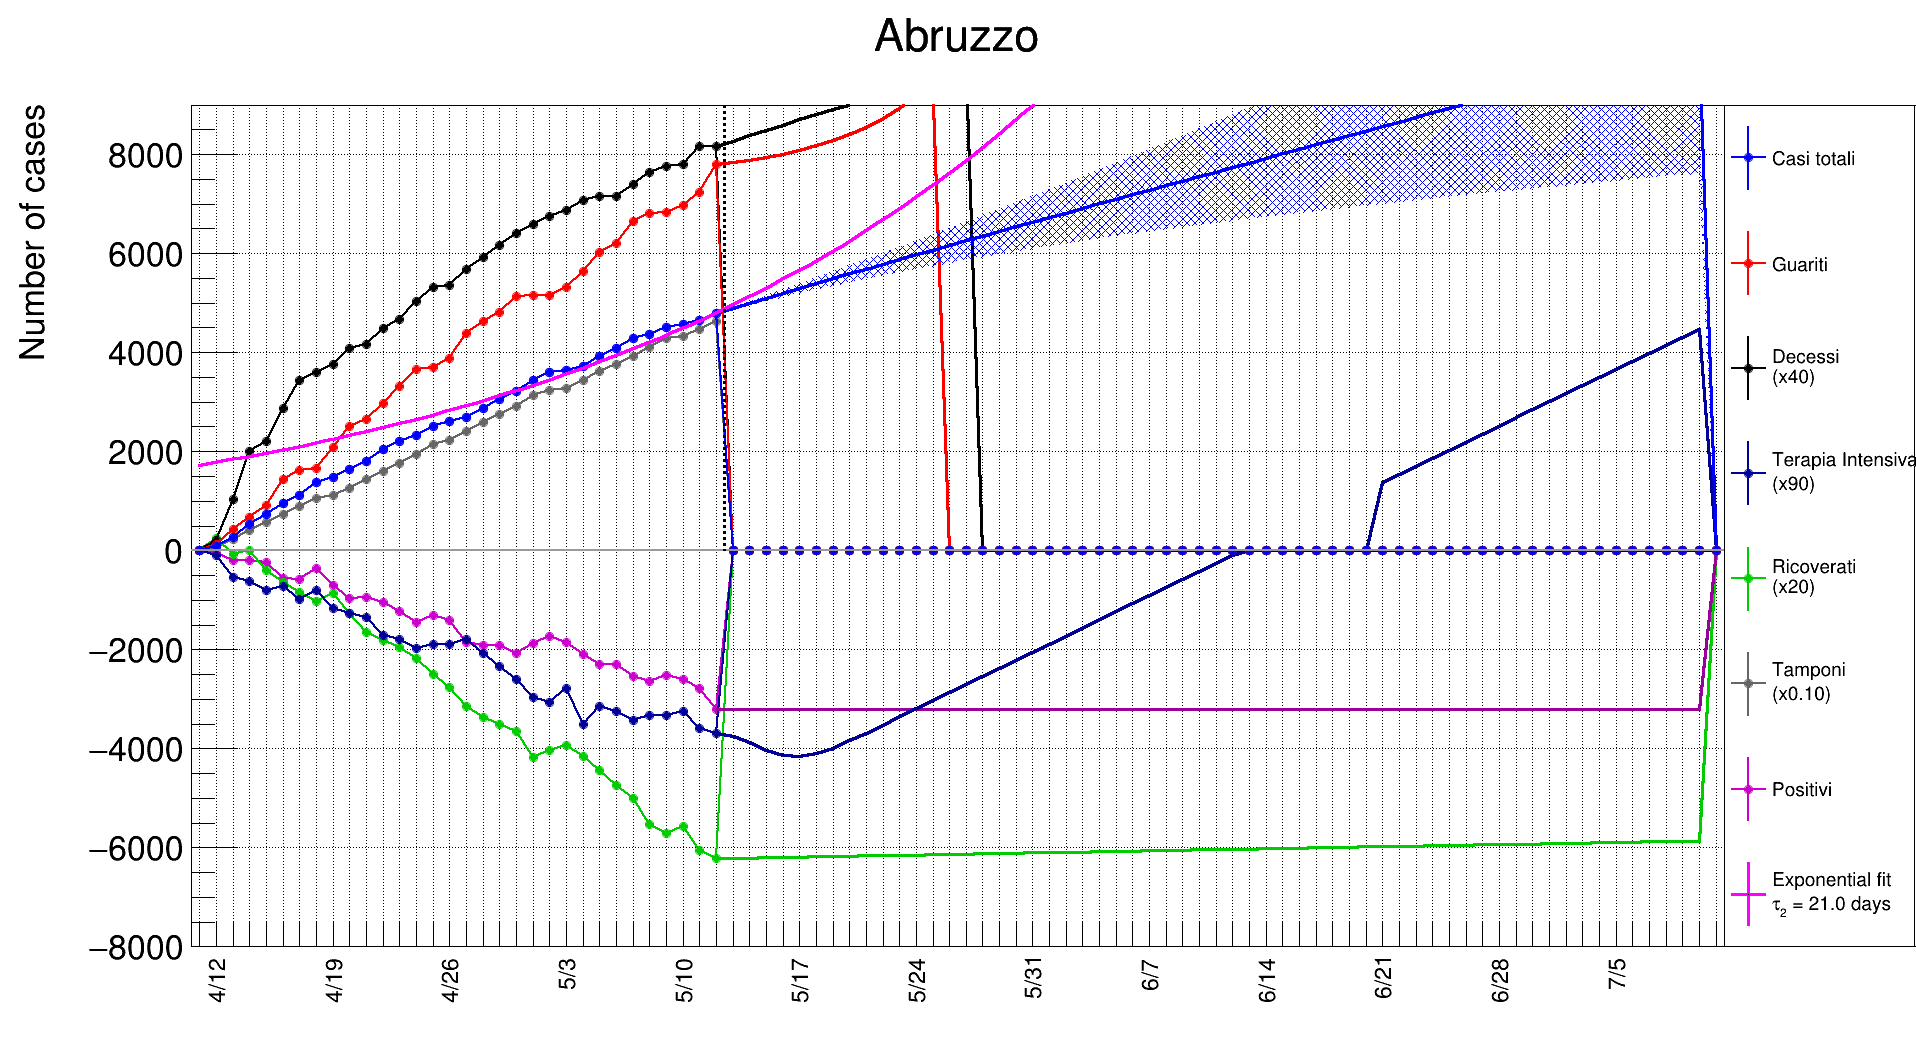 Abruzzo
Number of cases
8000
6000
4000
2000
0
−2000
−4000
−6000
−8000
4/12
4/19
4/26
5/3
5/10
5/17
5/24
5/31
6/7
6/14
6/21
6/28
7/5
Casi totali
Guariti
Decessi
(x40)
Terapia Intensiva
(x90)
Ricoverati
(x20)
Tamponi
(x0.10)
Positivi
Exponential fit
τ₂ = 21.0 days